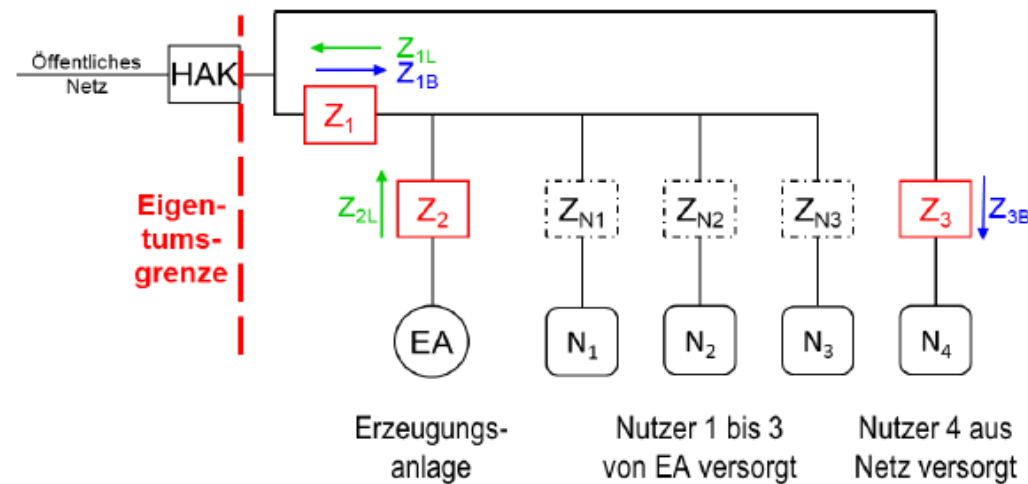 Öffentliches
Netz
HAK
Z1L
Z1B
Z1
Eigen-
tums-
grenze
Z2L
Z2
ZN1
ZN2
ZN3
Z3
Z3B
EA
N1
N2
N3
N4
Erzeugungs-
anlage
Nutzer 1 bis 3
von EA versorgt
Nutzer 4 aus
Netz versorgt